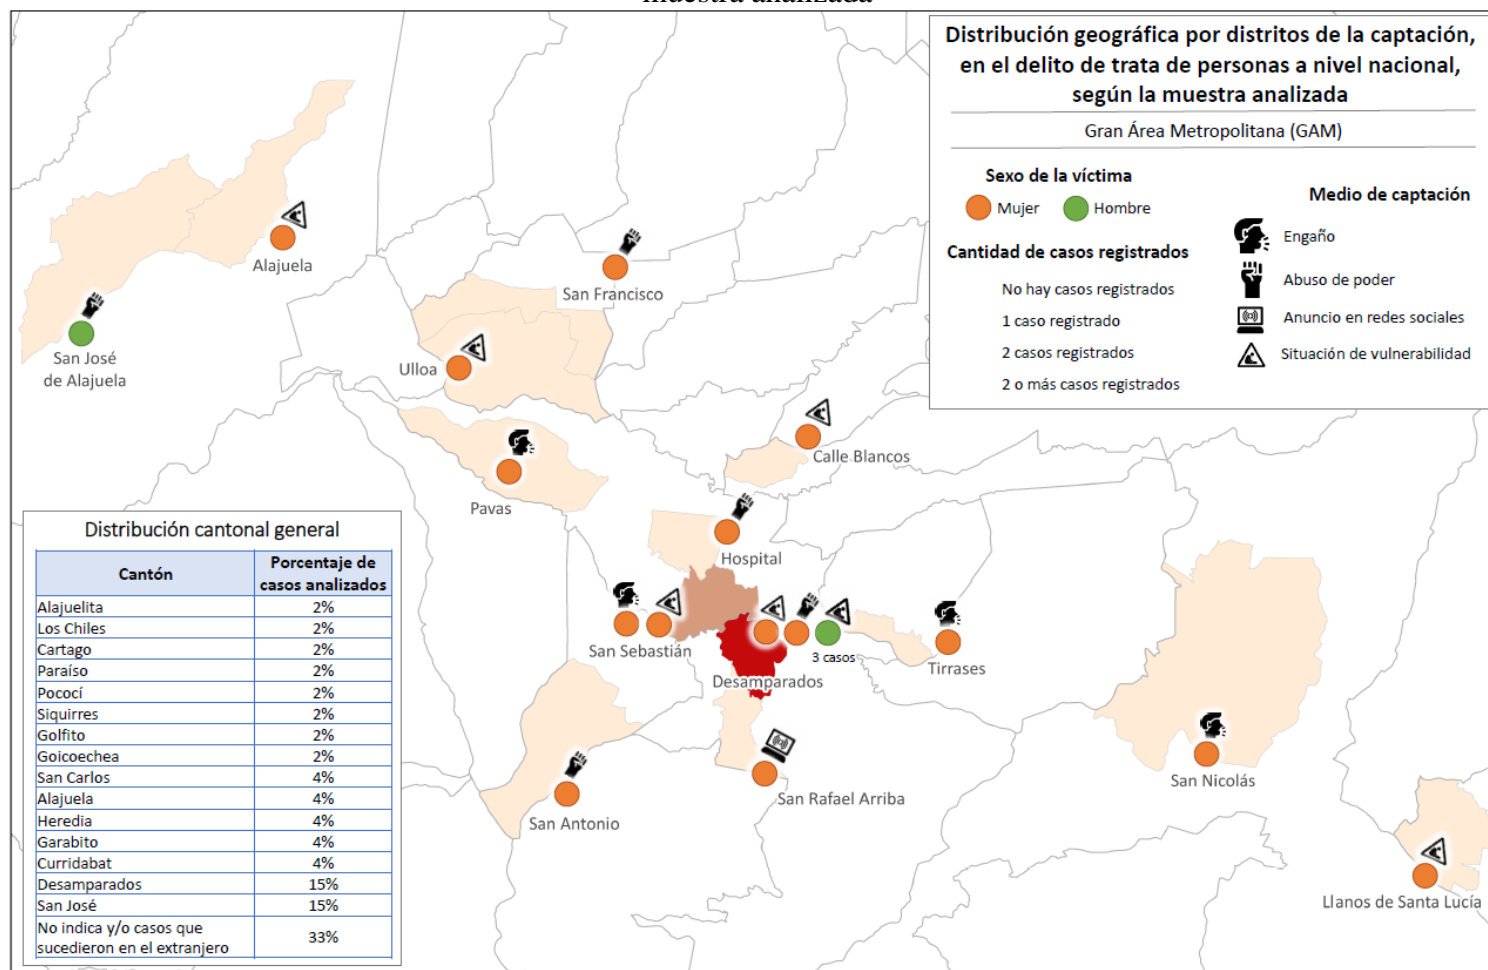 muestra analizada
Distribución geográfica por distritos de la captación,
en el delito de trata de personas a nivel nacional,
según la muestra analizada
Gran Área Metropolitana (GAM)
Sexo de la víctima
Mujer
Hombre
Cantidad de casos registrados
No hay casos registrados
1 caso registrado
2 casos registrados
2 o más casos registrados
Medio de captación
Engaño
Abuso de poder
Anuncio en redes sociales
Situación de vulnerabilidad
Alajuela
San José
de Alajuela
San Francisco
Ulloa
Calle Blancos
Pavas
Hospital
San Sebastián
3 casos
Desamparados
Tirrases
San Rafael Arriba
San Antonio
San Nicolás
Llanos de Santa Lucía
Distribución cantonal general
Cantón Porcentaje de
casos analizados
Alajuelita 2%
Los Chiles 2%
Cartago 2%
Paraíso 2%
Pococí 2%
Siquirres 2%
Golfito 2%
Goicoechea 2%
San Carlos 4%
Alajuela 4%
Heredia 4%
Garabito 4%
Curridabat 4%
Desamparados 15%
San José 15%
No indica y/o casos que
sucedieron en el extranjero 33%